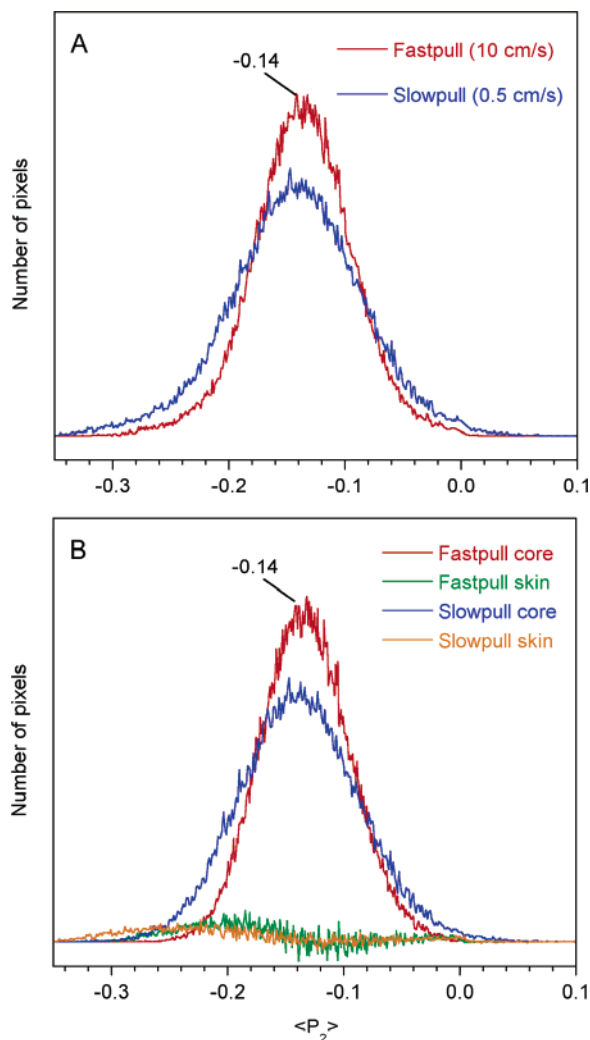 A
Fastpull (10 cm/s)
-0.14
Slowpull (0.5 cm/s)
Number of pixels
-0.3 -0.2 -0.1 0.0 0.1
B
Fastpull core
-0.14
Fastpull skin
Slowpull core
Slowpull skin
Number of pixels
-0.3 -0.2 -0.1 0.0 0.1
<P₂>